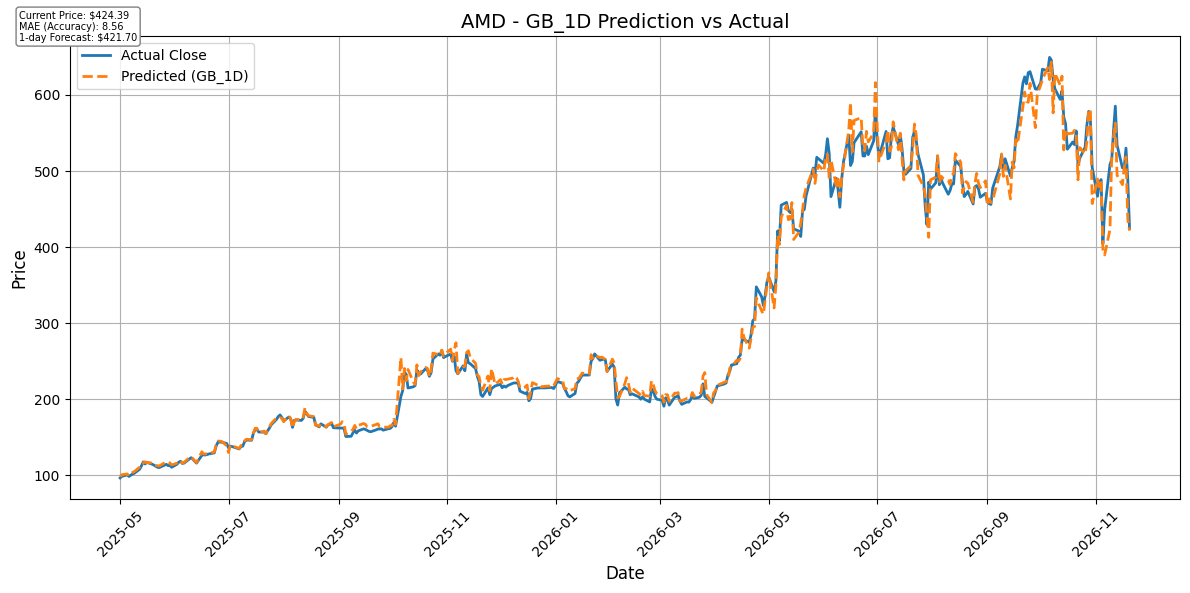 AMD - GB_1D Prediction vs Actual
Current Price: $424.39
MAE (Accuracy): 8.56
1-day Forecast: $421.70
Actual Close
Predicted (GB_1D)
Price
600
500
400
300
200
100
2025-05
2025-07
2025-09
2025-11
2026-01
2026-03
2026-05
2026-07
2026-09
2026-11
Date